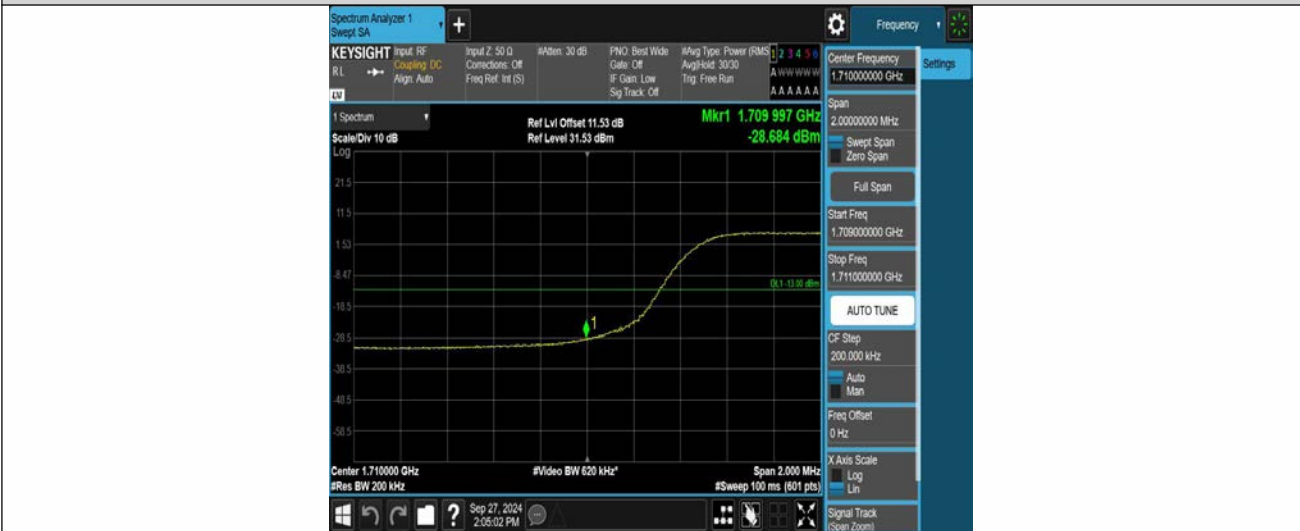 Spectrum Analyzer 1
Swept SA
Frequency
KEYSIGHT
RL
LV
Input: RF
Coupling: DC
Align: Auto
Input Z: 50 Ω
Corrections: Off
Freq Ref: Int (S)
#Atten: 30 dB
PNO: Best Wide
Gate: Off
IF Gain: Low
Sig Track: Off
#Avg Type: Power (RMS
Avg|Hold: 30/30
Trig: Free Run
1 2 3 4 5 6
A W W W W W
A A A A A A
1 Spectrum
Scale/Div 10 dB
Log
Ref Lvl Offset 11.53 dB
Ref Level 31.53 dBm
Mkr1 1.709 997 GHz
-28.684 dBm
21.5
11.5
1.53
-8.47
-18.5
-28.5
-38.5
-48.5
-58.5
DL1 -13.00 dBm
1
Center 1.710000 GHz
#Res BW 200 kHz
#Video BW 620 kHz*
Span 2.000 MHz
#Sweep 100 ms (601 pts)
Sep 27, 2024
2:05:02 PM
Center Frequency
1.710000000 GHz
Settings
Span
2.00000000 MHz
Swept Span
Zero Span
Full Span
Start Freq
1.709000000 GHz
Stop Freq
1.711000000 GHz
AUTO TUNE
CF Step
200.000 kHz
Auto
Man
Freq Offset
0 Hz
X Axis Scale
Log
Lin
Signal Track
(Span Zoom)